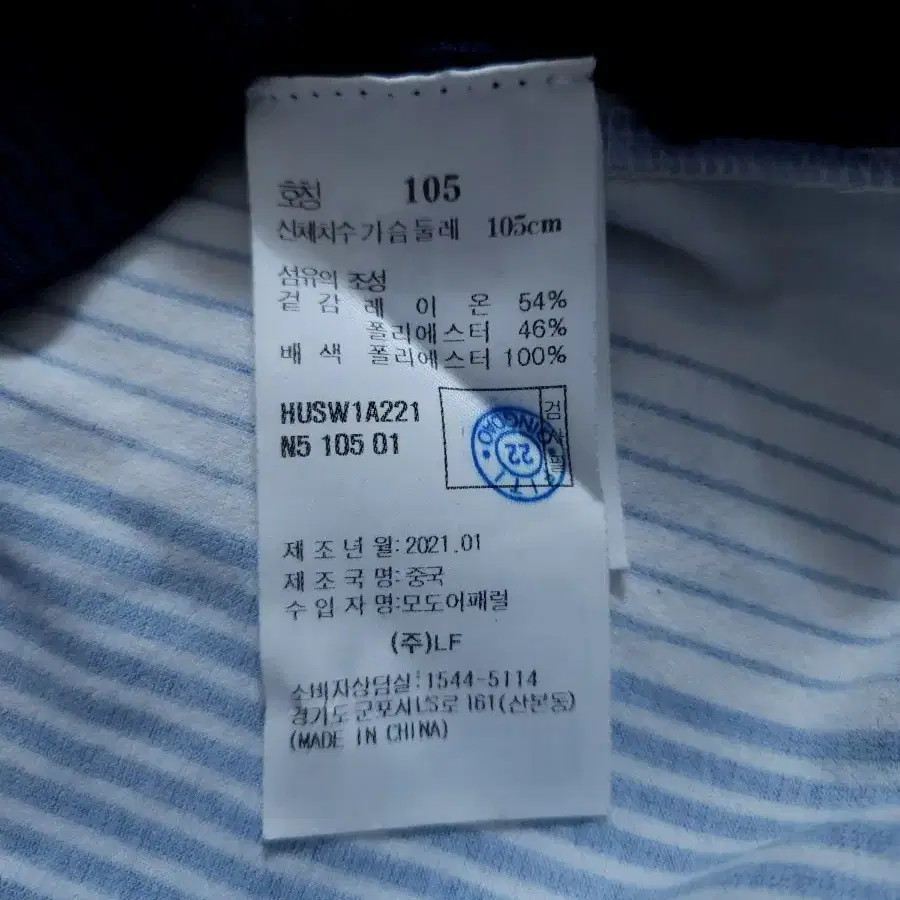 호칭 105
신체치수 가슴둘레 105cm
섬유의 조성
겉 감 레 이 온 54%
폴리에스터 46%
배 색 폴리에스터 100%
HUSW1A221
N5 105 01
검
22
제 조 년 월: 2021.01
제 조 국 명: 중국
수 입 자 명: 모도어패럴
(주)LF
소비자상담실: 1544-5114
경기도 군포시 LS로 161(산본동)
(MADE IN CHINA)